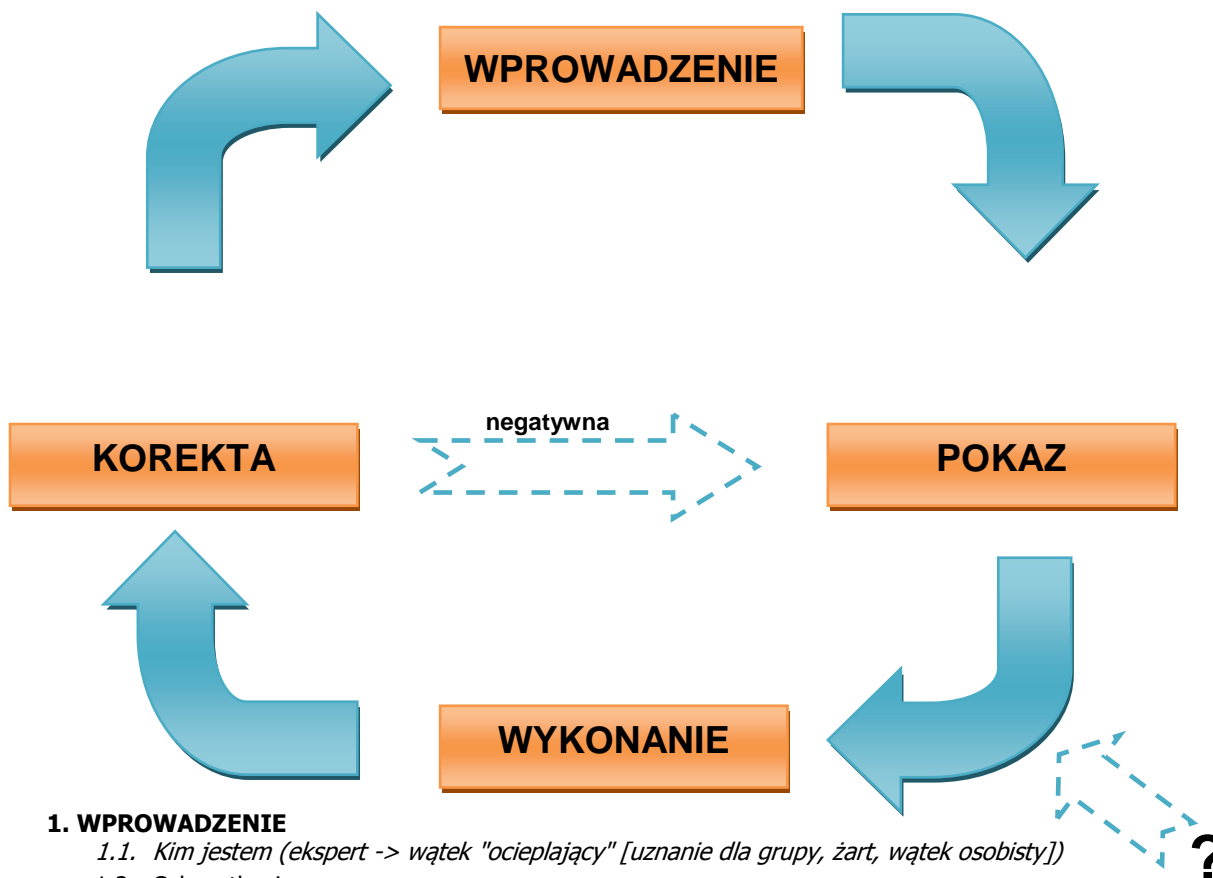 WPROWADZENIE
negatywna
KOREKTA
POKAZ
WYKONANIE
?
1. WPROWADZENIE
1.1. Kim jestem (ekspert -> wątek "ocieplający" [uznanie dla grupy, żart, wątek osobisty])